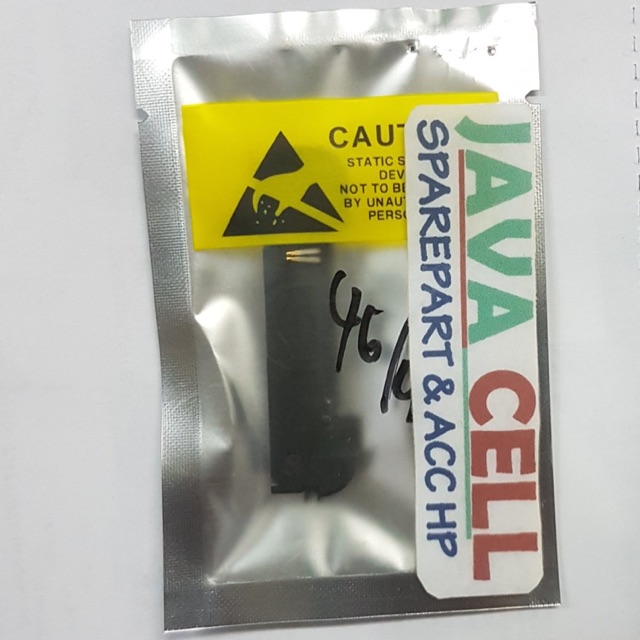 CAUT
STATIC S
DEV
NOT TO BE
BY UNAUT
PERSO
JAVA CELL
SPAREPART & ACC HP